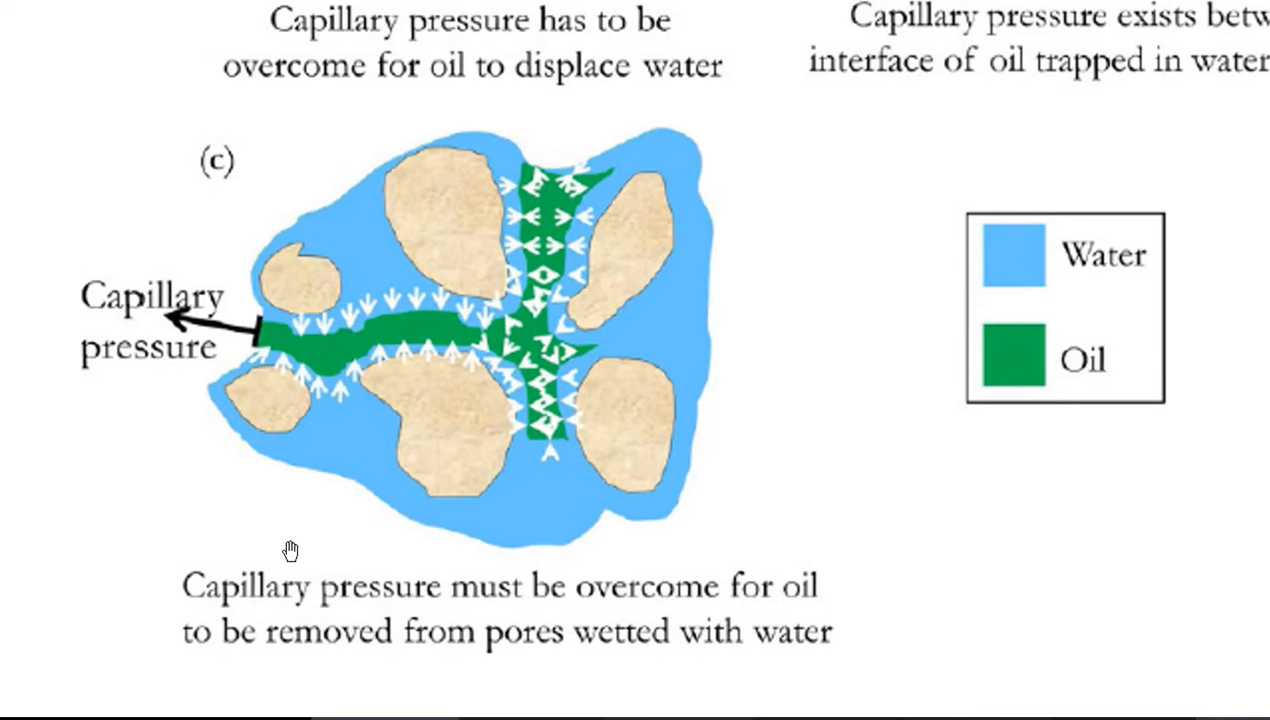 Capillary pressure has to be
overcome for oil to displace water
Capillary pressure exists
interface of oil trapped in water
(c)
Capillary
pressure
Water
Oil
Capillary pressure must be overcome for oil
to be removed from pores wetted with water